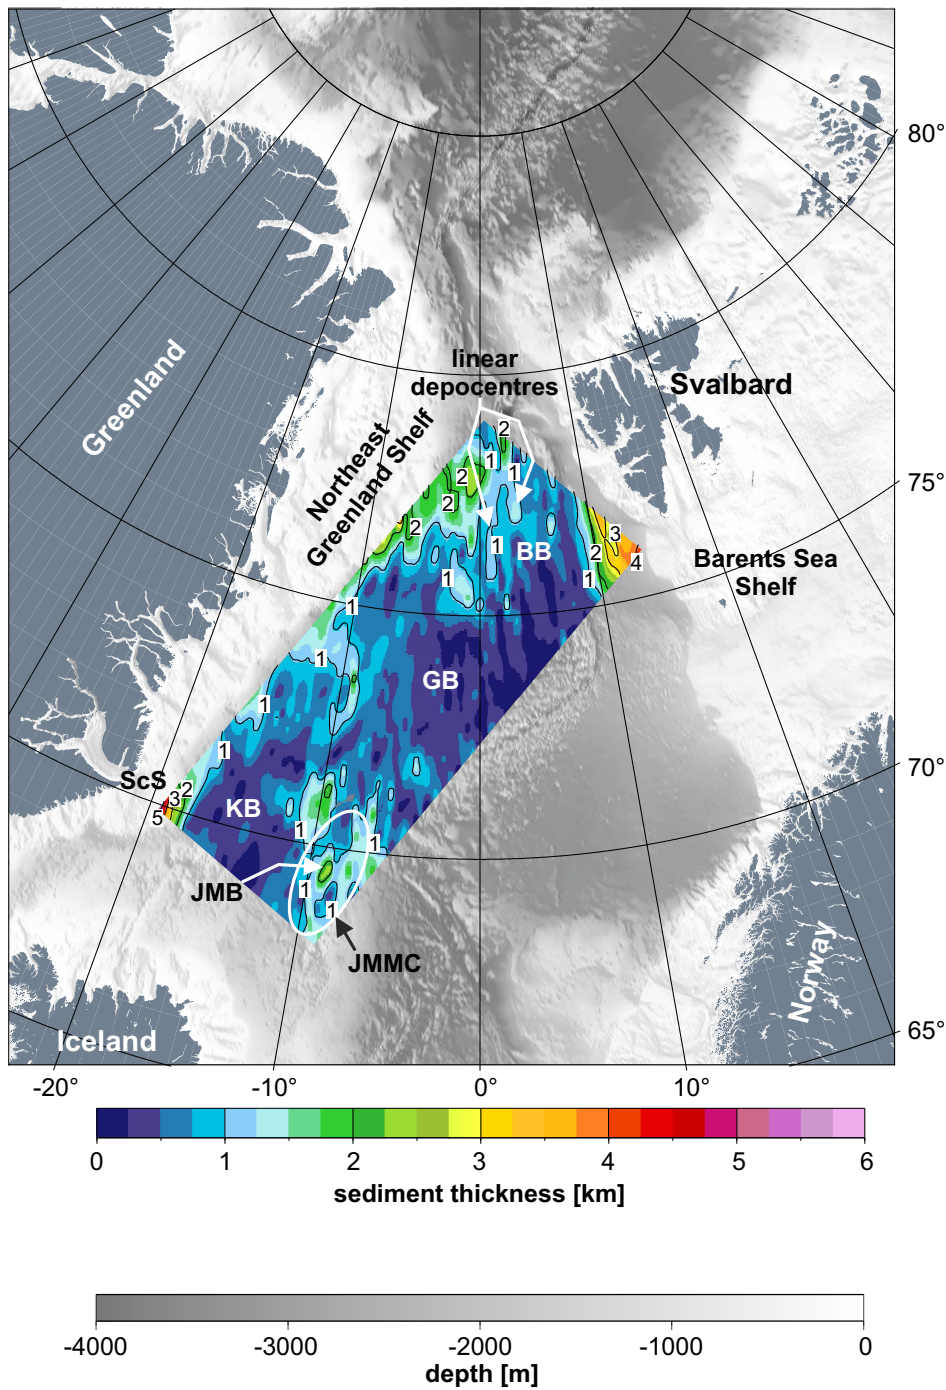 80°
linear
depocentres
Svalbard
Greenland
Northeast
Greenland Shelf
2
1
2
1
75°
2
2
3
1
BB
2
4
Barents Sea
Shelf
1
1
1
1
GB
1
1
70°
ScS
2
3
5
KB
1
1
JMB
1
1
JMMC
Norway
Iceland
65°
-20°
-10°
0°
10°
0 1 2 3 4 5 6
sediment thickness [km]
-4000 -3000 -2000 -1000 0
depth [m]